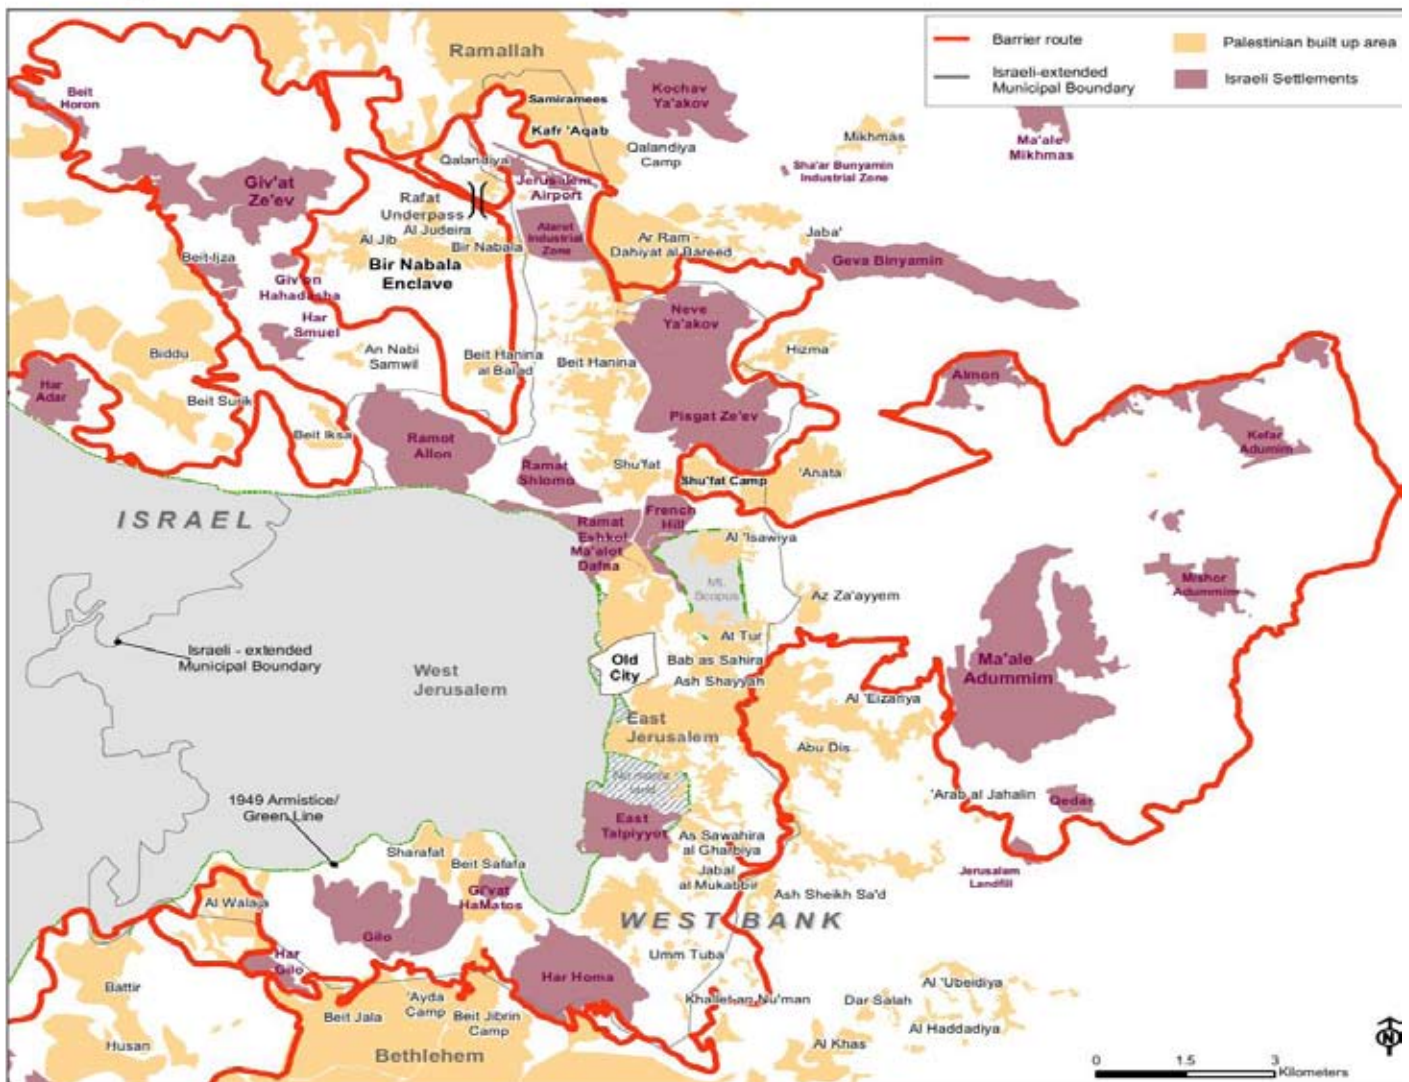 Ramallah
Barrier route
Israeli-extended
Municipal Boundary
Palestinian built up area
Israeli Settlements
Beit
Horon
Samiramees
Kafr 'Aqab
Kochav
Ya'akov
Qalandiya
Camp
Mikhmas
Ma'ale
Mikhmas
Sha'ar Bunyamin
Industrial Zone
Qalandiya
Jerusalem
Airport
Giv'at
Ze'ev
Rafat
Underpass
Al Judeira
Al Jib
Bir Nabala
Atarot
Industrial
Zone
Bir Nabala
Enclave
Ar Ram -
Dahiyat al Bareed
Jaba'
Geva Binyamin
Beit Ijza
Giv'on
Hahadasha
Har
Smuel
Neve
Ya'akov
Biddu
An Nabi
Samwil
Beit Hanina
al Balad
Beit Hanina
Hizma
Almon
Har
Adar
Beit Surik
Beit Iksa
Ramot
Allon
Pisgat Ze'ev
Kefar
Adumim
Ramat
Shlomo
Shu'fat
Shu'fat Camp
'Anata
ISRAEL
Ramat
Eshkol
Ma'alot
Dafna
French
Hill
Al 'Isawiya
Mt.
Scopus
Az Za'ayyem
Mishor
Adummim
Israeli - extended
Municipal Boundary
West
Jerusalem
Old
City
At Tur
Bab as Sahira
Ash Shayyah
Ma'ale
Adummim
Al 'Eizariya
East
Jerusalem
Abu Dis
No man's
land
'Arab al Jahalin
Qedar
1949 Armistice/
Green Line
East
Talpiyyot
As Sawahira
al Gharbiya
Jabal
al Mukabbir
Jerusalem
Landfill
Sharafat
Beit Safafa
Gi'vat
HaMatos
Ash Sheikh Sa'd
Al Walaja
WEST BANK
Gilo
Har
Gilo
Har Homa
Umm Tuba
Battir
'Ayda
Camp
Beit Jala
Beit Jibrin
Camp
Khallet an Nu'man
Dar Salah
Al 'Ubeidiya
Al Haddadiya
Husan
Bethlehem
Al Khas
N
0 1.5 3
Kilometers